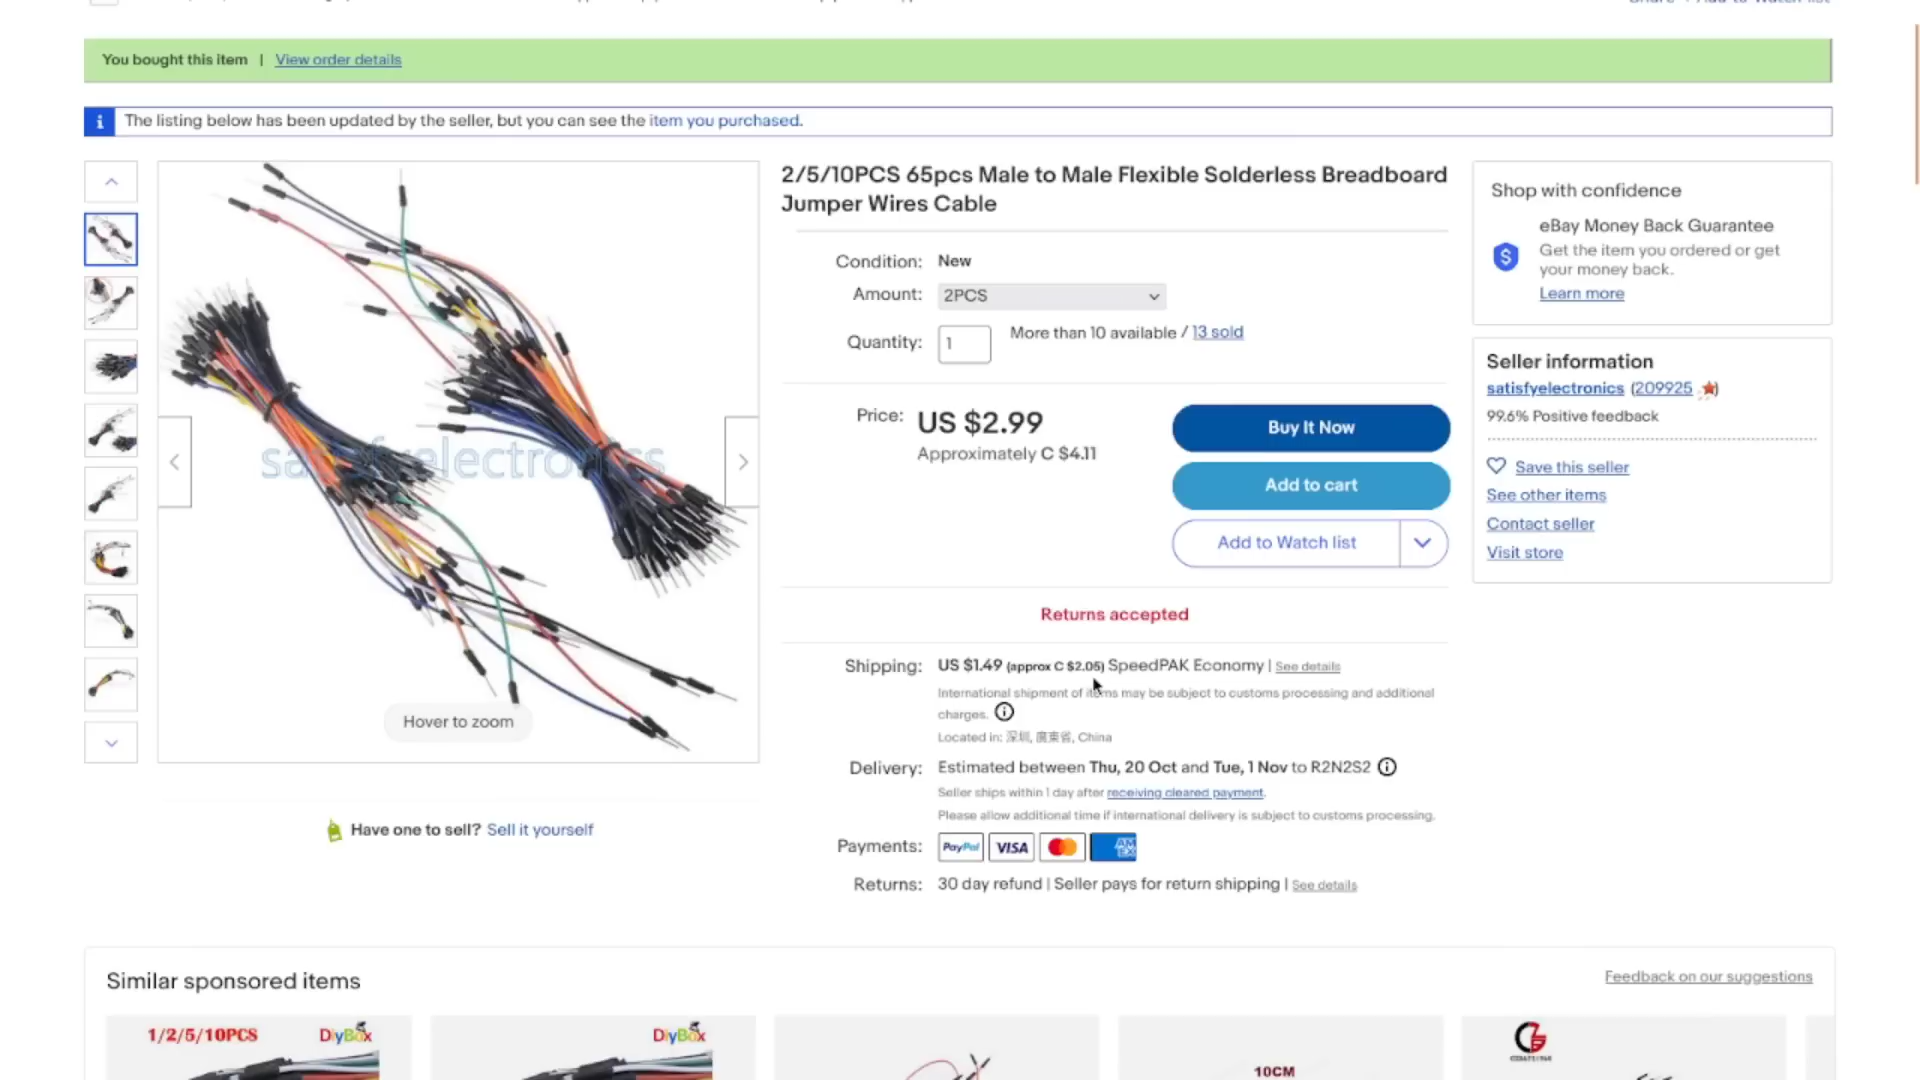 You bought this item | View order details
i The listing below has been updated by the seller, but you can see the item you purchased.
2/5/10PCS 65pcs Male to Male Flexible Solderless Breadboard
Jumper Wires Cable
Condition: New
Amount: 2PCS
Quantity: 1 More than 10 available / 13 sold
Price: US $2.99
Approximately C $4.11
Buy It Now
Add to cart
Add to Watch list
Returns accepted
Shipping: US $1.49 (approx C $2.05) SpeedPAK Economy | See details
International shipment of items may be subject to customs processing and additional
charges.
Located in: 深圳, 廣東省, China
Delivery: Estimated between Thu, 20 Oct and Tue, 1 Nov to R2N2S2
Seller ships within 1 day after receiving cleared payment.
Please allow additional time if international delivery is subject to customs processing.
Payments: PayPal VISA AM EX
Returns: 30 day refund | Seller pays for return shipping | See details
Shop with confidence
eBay Money Back Guarantee
Get the item you ordered or get
your money back.
Learn more
Seller information
satisfyelectronics (209925)
99.6% Positive feedback
Save this seller
See other items
Contact seller
Visit store
satisfyelectronics
Hover to zoom
Have one to sell? Sell it yourself
Similar sponsored items
Feedback on our suggestions
1/2/5/10PCS DiyBox
DiyBox
10CM